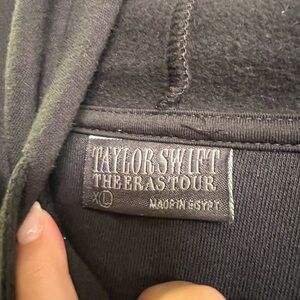 TAYLOR SWIFT
THE ERAS TOUR
XL MADE IN EGYPT